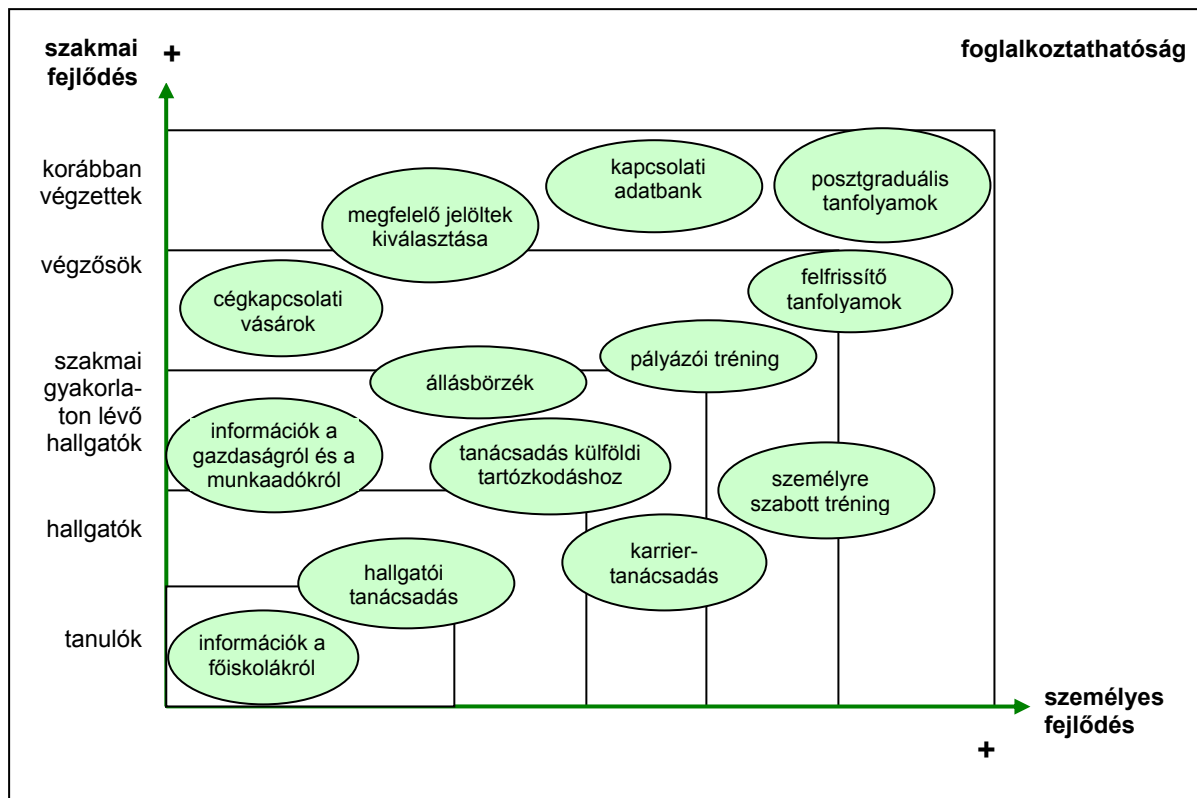 szakmai
fejlődés
+
foglalkoztathatóság
korábban
végzettek
kapcsolati
adatbank
posztgraduális
tanfolyamok
megfelelő jelöltek
kiválasztása
végzősök
felfrissítő
tanfolyamok
cégkapcsolati
vásárok
szakmai
gyakorla-
ton lévő
hallgatók
pályázói tréning
állásbörzék
információk a
gazdaságról és a
munkaadókról
tanácsadás külföldi
tartózkodáshoz
személyre
szabott tréning
hallgatók
karrier-
tanácsadás
hallgatói
tanácsadás
tanulók
információk a
főiskolákról
személyes
fejlődés
+